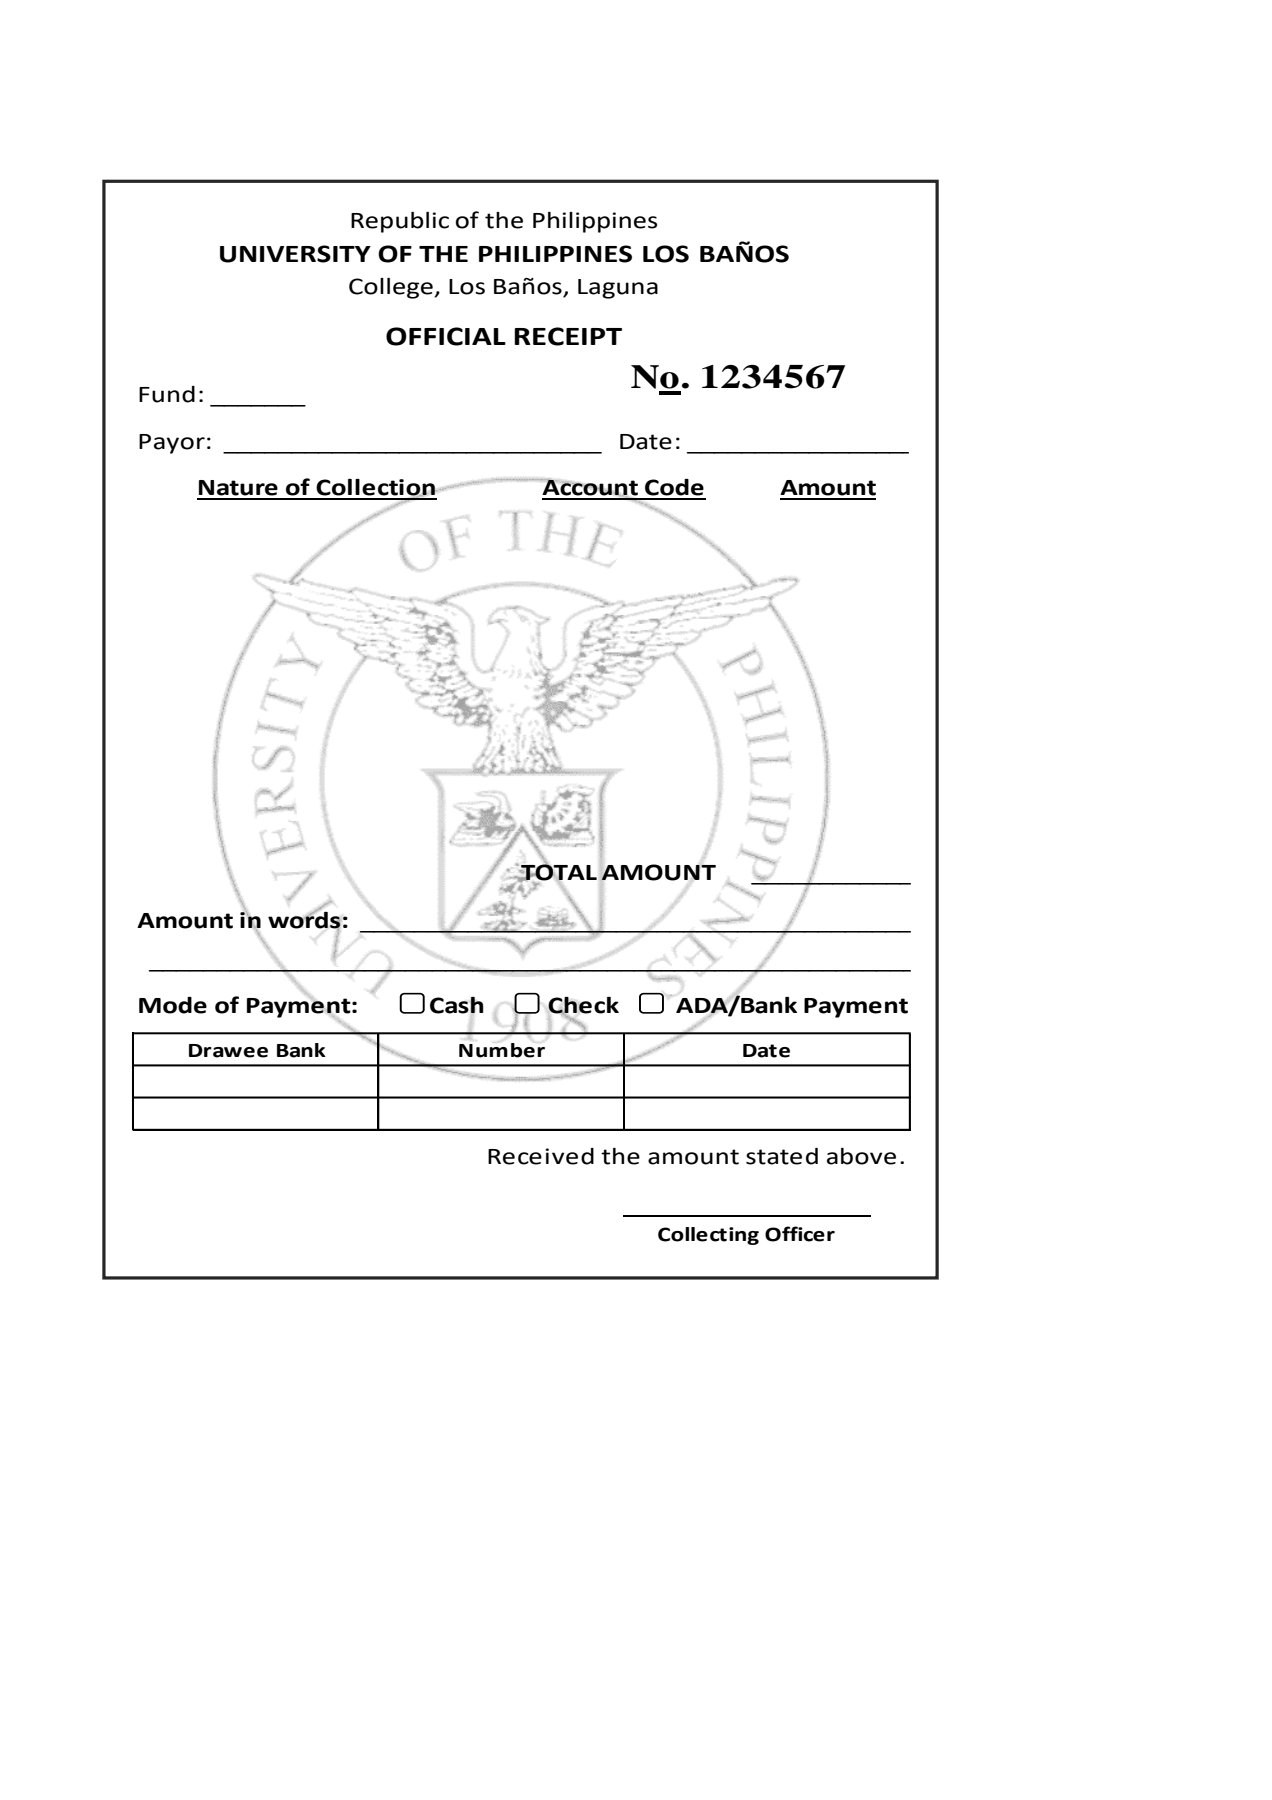 Republic of the Philippines
UNIVERSITY OF THE PHILIPPINES LOS BAÑOS
College, Los Baños, Laguna
OFFICIAL RECEIPT
No. 1234567
Fund: _______
Payor: ____________________________ Date: ________________
Nature of Collection Account Code Amount
UNIVERSITY OF THE PHILIPPINES
1908
TOTAL AMOUNT ____________
Amount in words: ________________________________________
________________________________________________________
Mode of Payment: Cash Check ADA/Bank Payment
Drawee Bank Number Date
Received the amount stated above.
Collecting Officer